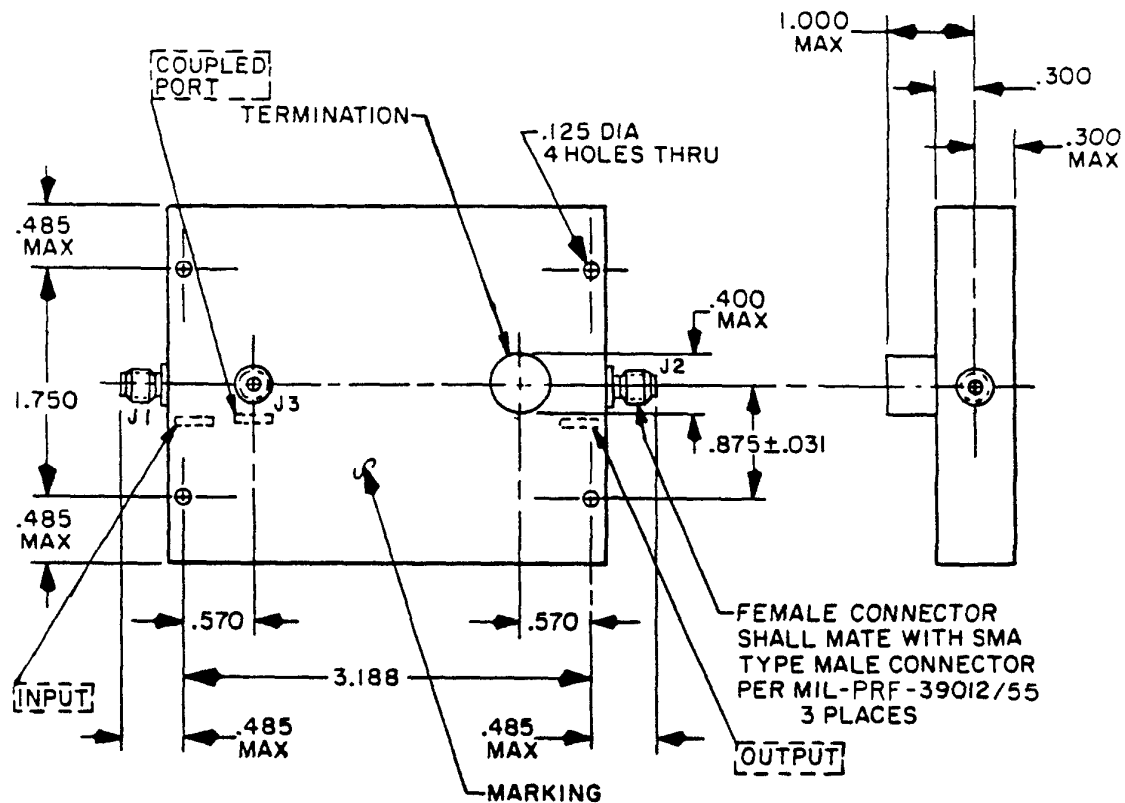 1.000
MAX
COUPLED
PORT
.300
TERMINATION
.125 DIA
4 HOLES THRU
.300
MAX
.485
MAX
.400
MAX
J2
1.750
J1
J3
.875±.031
.485
MAX
.570
.570
FEMALE CONNECTOR
SHALL MATE WITH SMA
TYPE MALE CONNECTOR
PER MIL-PRF-39012/55
3 PLACES
3.188
INPUT
.485
MAX
.485
MAX
OUTPUT
MARKING